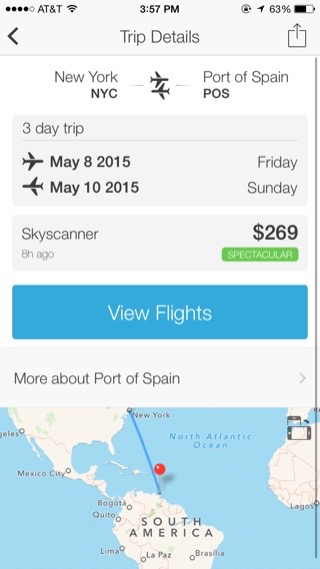 AT&T 3:57 PM 63%
Trip Details
New York Port of Spain
NYC POS
3 day trip
May 8 2015 Friday
May 10 2015 Sunday
Skyscanner $269
8h ago SPECTACULAR
View Flights
More about Port of Spain
New York
geles
North Atlantic
Ocean
Mexico City
Bogotá
Quito
SOUTH
AMERICA
Lagos
Lima
La Paz
Brasília